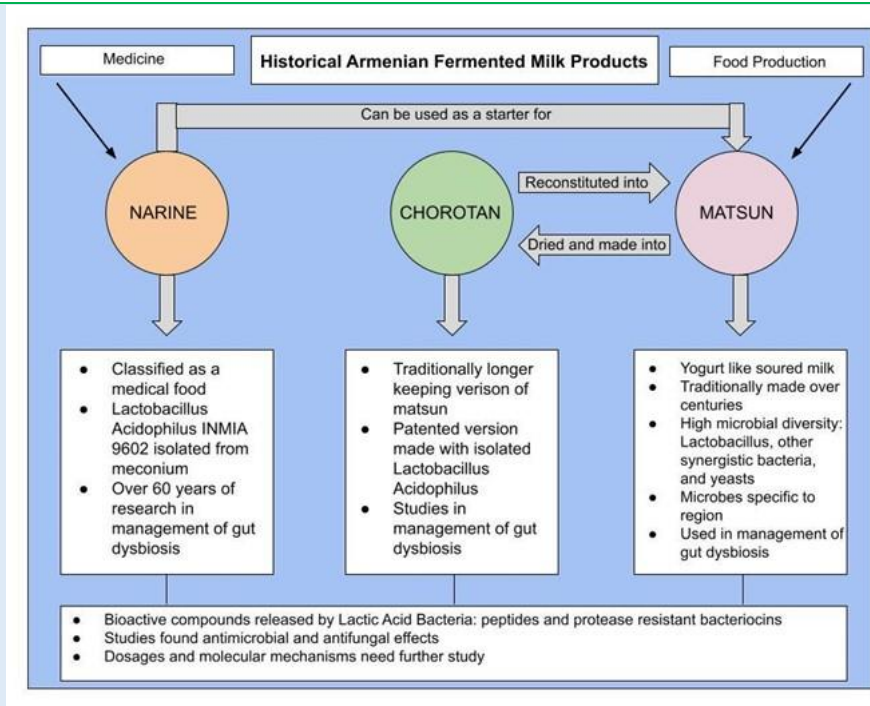 Medicine
Historical Armenian Fermented Milk Products
Food Production
Can be used as a starter for
NARINE
CHOROTAN
Reconstituted into
Dried and made into
MATSUN
● Classified as a
medical food
● Lactobacillus
Acidophilus INMIA
9602 isolated from
meconium
● Over 60 years of
research in
management of gut
dysbiosis
● Traditionally longer
keeping verison of
matsun
● Patented version
made with isolated
Lactobacillus
Acidophilus
● Studies in
management of gut
dysbiosis
● Yogurt like soured milk
● Traditionally made over
centuries
● High microbial diversity:
Lactobacillus, other
synergistic bacteria,
and yeasts
● Microbes specific to
region
● Used in management of
gut dysbiosis
● Bioactive compounds released by Lactic Acid Bacteria: peptides and protease resistant bacteriocins
● Studies found antimicrobial and antifungal effects
● Dosages and molecular mechanisms need further study